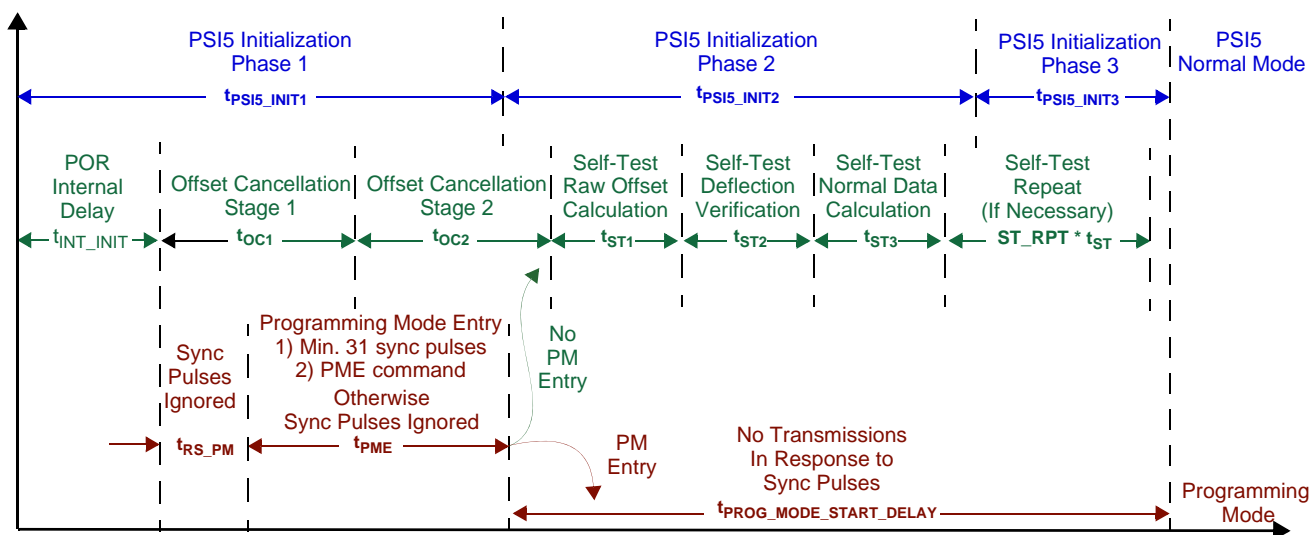 PSI5 Initialization
Phase 1
PSI5 Initialization
Phase 2
PSI5 Initialization
Phase 3
PSI5
Normal Mode
tPSI5_INIT1
tPSI5_INIT2
tPSI5_INIT3
POR
Internal
Delay
tINT_INIT
Offset Cancellation
Stage 1
tOC1
Offset Cancellation
Stage 2
tOC2
Self-Test
Raw Offset
Calculation
tST1
Self-Test
Deflection
Verification
tST2
Self-Test
Normal Data
Calculation
tST3
Self-Test
Repeat
(If Necessary)
ST_RPT * tST
Sync
Pulses
Ignored
tRS_PM
Programming Mode Entry
1) Min. 31 sync pulses
2) PME command
Otherwise
Sync Pulses Ignored
tPME
No
PM
Entry
PM
Entry
No Transmissions
In Response to
Sync Pulses
tPROG_MODE_START_DELAY
Programming
Mode